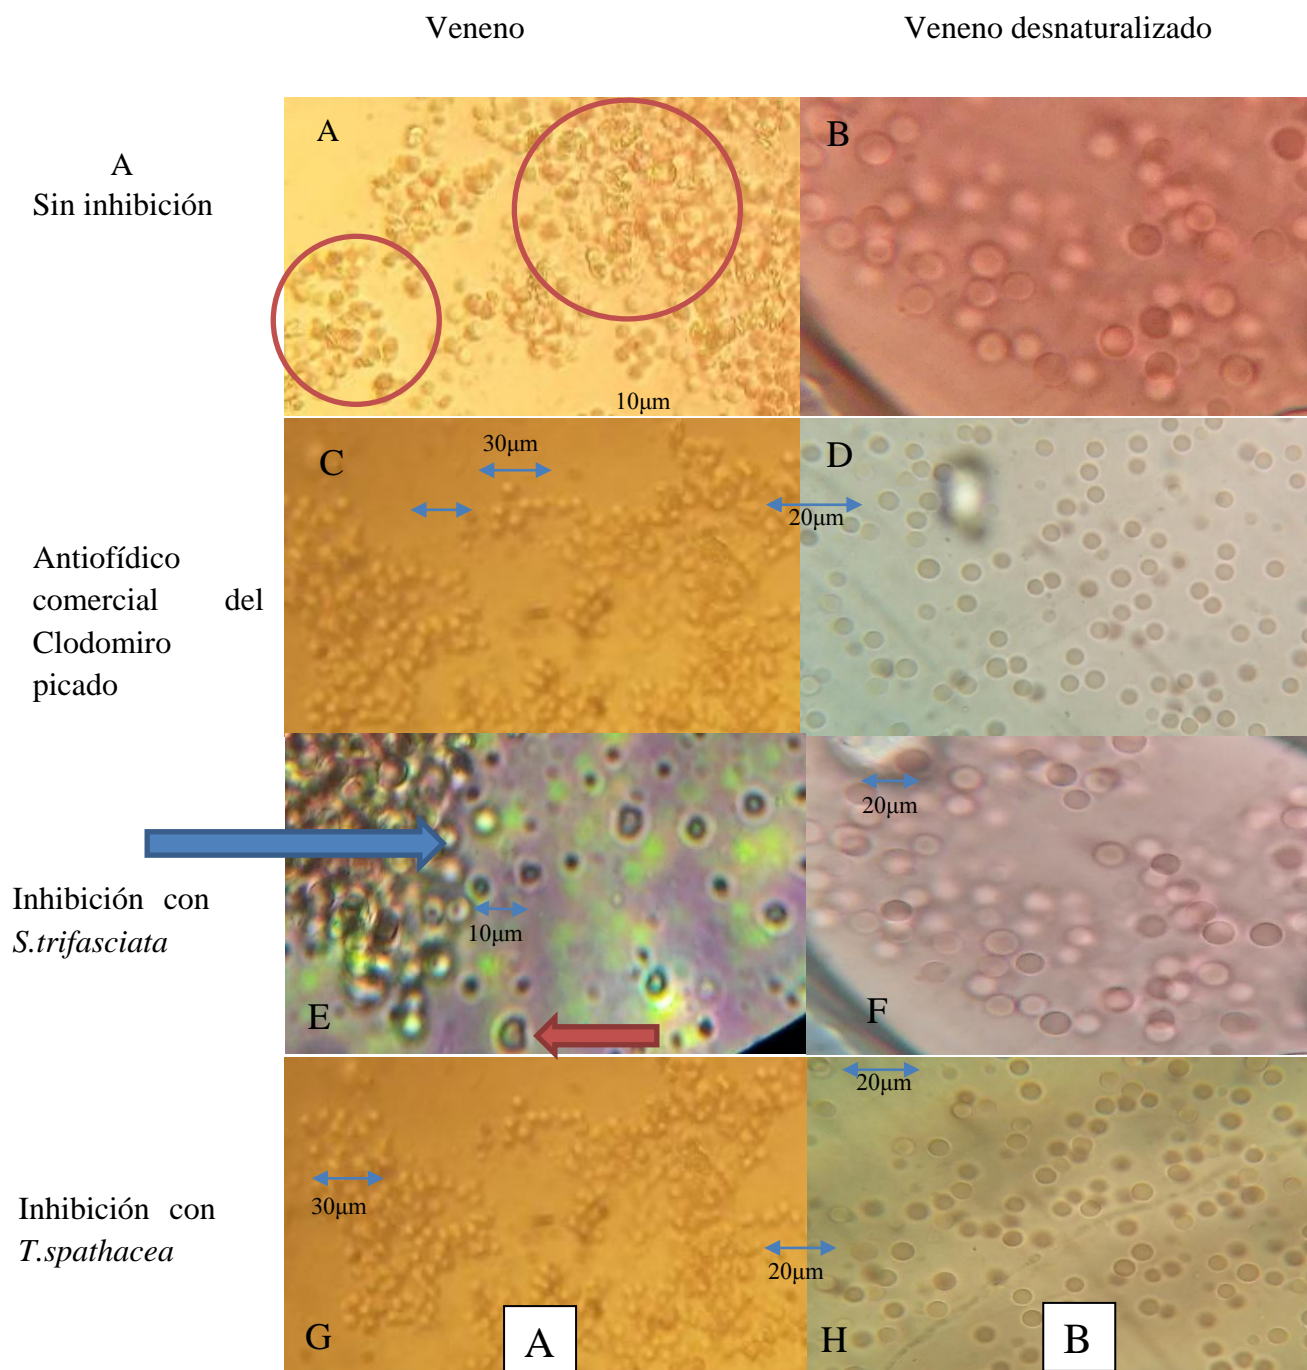 Veneno
Veneno desnaturalizado
A
Sin inhibición
A
B
10µm
Antiofídico
comercial del
Clodomiro
picado
C
30µm
D
20µm
Inhibición con
S.trifasciata
E
10µm
F
20µm
Inhibición con
T.spathacea
G
30µm
A
H
20µm
20µm
B